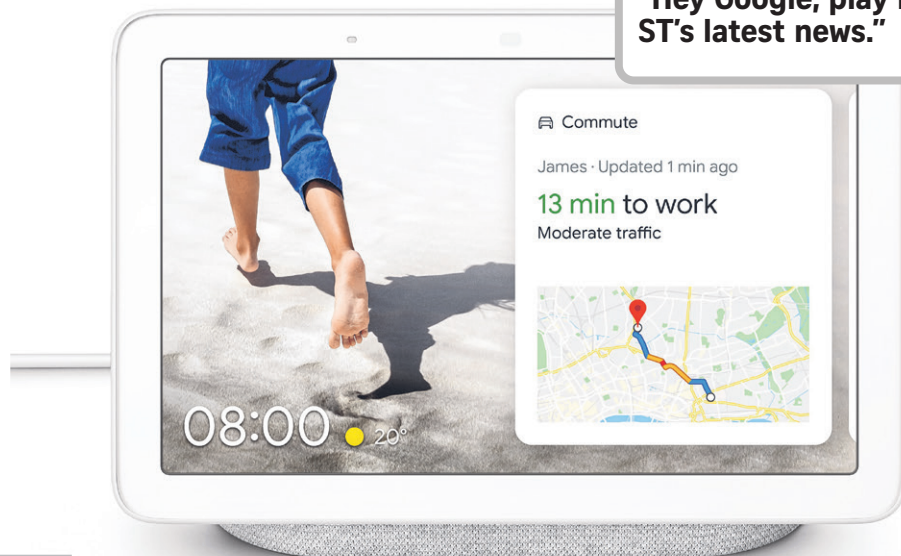 "Hey Google, play
ST's latest news."
Commute
James · Updated 1 min ago
13 min to work
Moderate traffic
08:00 20°